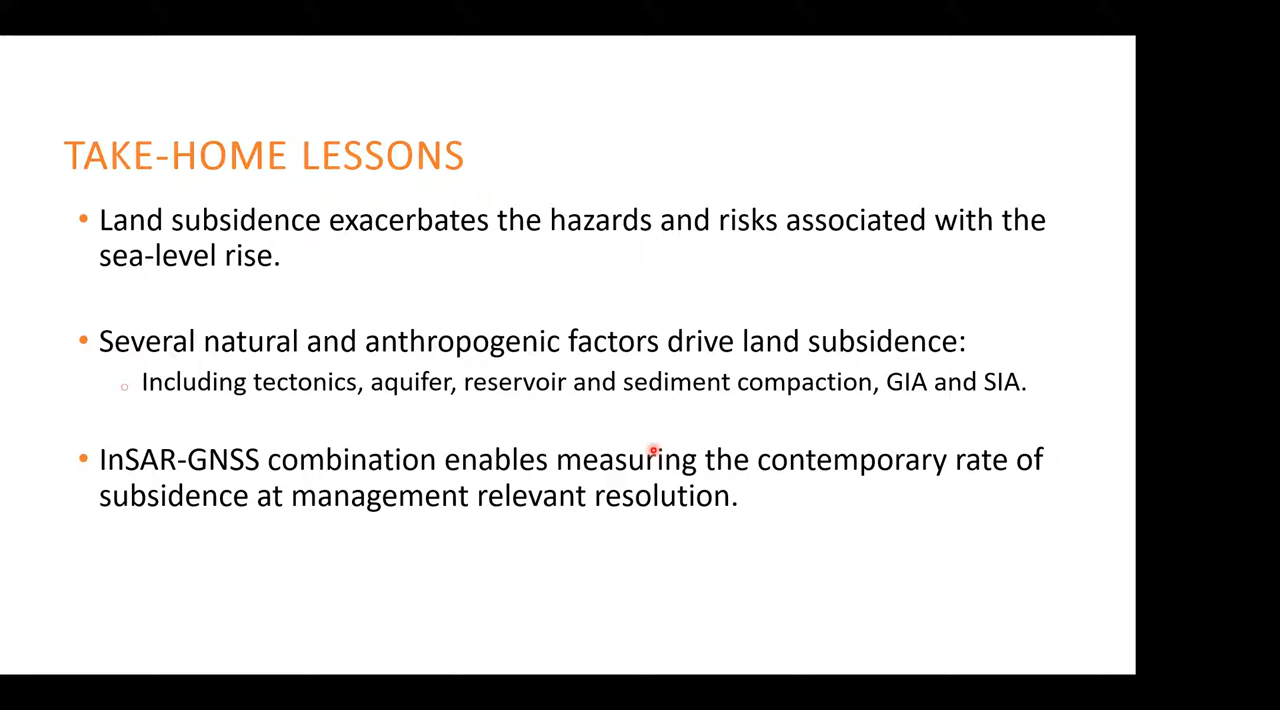 TAKE-HOME LESSONS
• Land subsidence exacerbates the hazards and risks associated with the
sea-level rise.
• Several natural and anthropogenic factors drive land subsidence:
○ Including tectonics, aquifer, reservoir and sediment compaction, GIA and SIA.
• InSAR-GNSS combination enables measuring the contemporary rate of
subsidence at management relevant resolution.